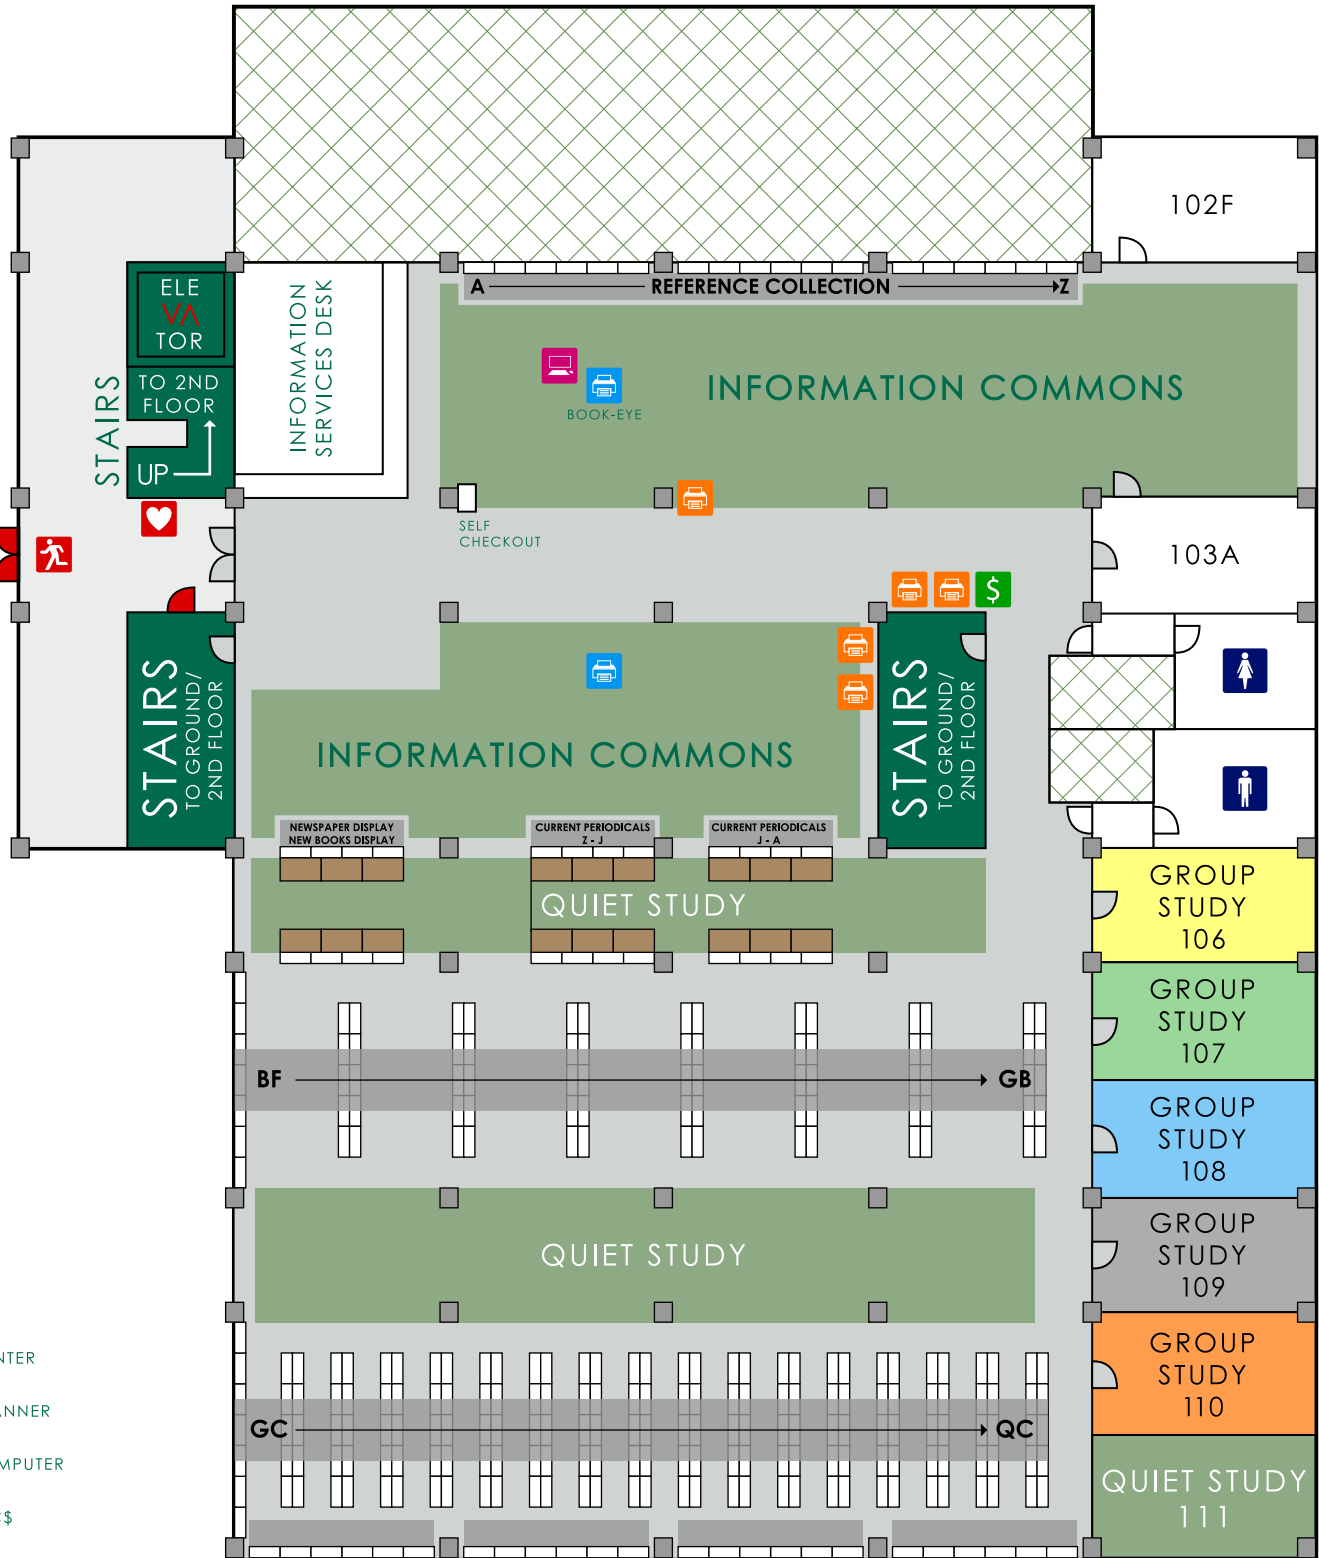 102F
ELE
VA
TOR
INFORMATION
SERVICES DESK
A
REFERENCE COLLECTION
Z
STAIRS
TO 2ND
FLOOR
UP
BOOK-EYE
INFORMATION COMMONS
SELF
CHECKOUT
103A
$
STAIRS
TO GROUND/
2ND FLOOR
INFORMATION COMMONS
STAIRS
TO GROUND/
2ND FLOOR
NEWSPAPER DISPLAY
NEW BOOKS DISPLAY
CURRENT PERIODICALS
Z - J
CURRENT PERIODICALS
J - A
QUIET STUDY
GROUP
STUDY
106
GROUP
STUDY
107
BF
GB
GROUP
STUDY
108
QUIET STUDY
GROUP
STUDY
109
GROUP
STUDY
110
GC
QC
QUIET STUDY
111